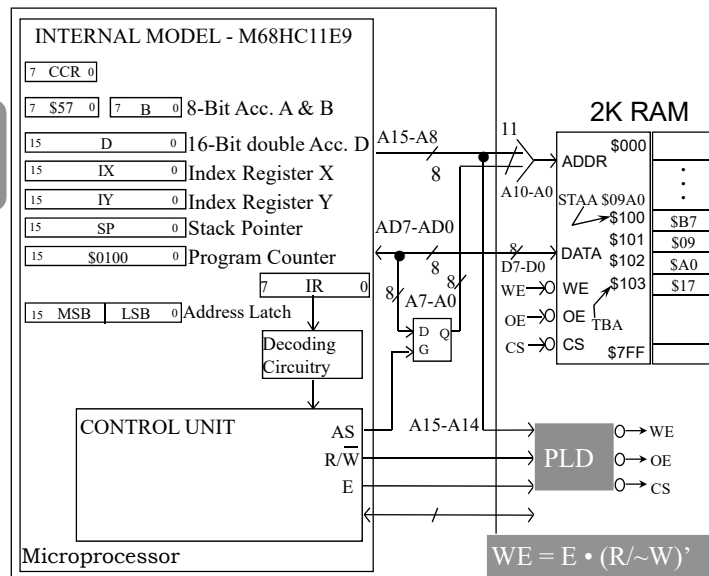 INTERNAL MODEL - M68HC11E9
7 CCR 0
7 $57 0 7 B 0 8-Bit Acc. A & B
15 D 0 16-Bit double Acc. D
15 IX 0 Index Register X
15 IY 0 Index Register Y
15 SP 0 Stack Pointer
15 $0100 0 Program Counter
7 IR 0
15 MSB LSB 0 Address Latch
Decoding
Circuitry
CONTROL UNIT
AS
R/W
E
Microprocessor
A15-A8
8
11
A10-A0
AD7-AD0
8
8
D7-D0
8
A7-A0
8
D Q
G
A15-A14
2K RAM
$000
ADDR
STAA $09A0
$100
$101
DATA
$102
WE
WE
$103
OE
OE
TBA
CS
CS
$7FF
$B7
$09
$A0
$17
PLD
WE
OE
CS
WE = E • (R/~W)’